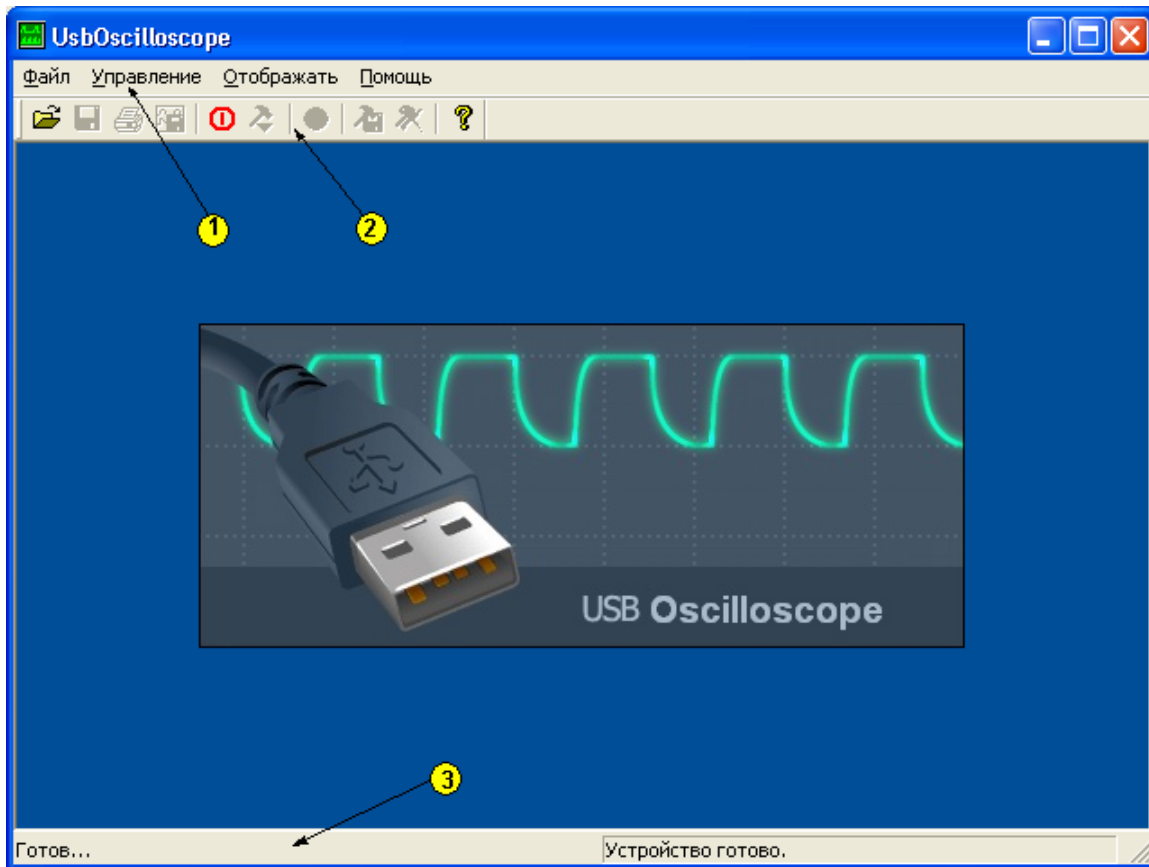 UsbOscilloscope
Файл Управление Отображать Помощь
1
2
USB Oscilloscope
3
Готов... Устройство готово.